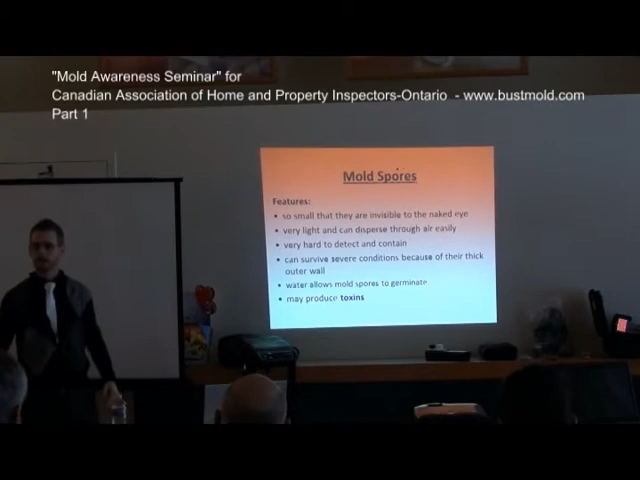 "Mold Awareness Seminar" for
Canadian Association of Home and Property Inspectors-Ontario - www.bustmold.com
Part 1
Mold Spores
Features:
• so small that they are invisible to the naked eye
• very light and can disperse through air easily
• very hard to detect and contain
• can survive severe conditions because of their thick
outer wall
• water allows mold spores to germinate
• may produce toxins